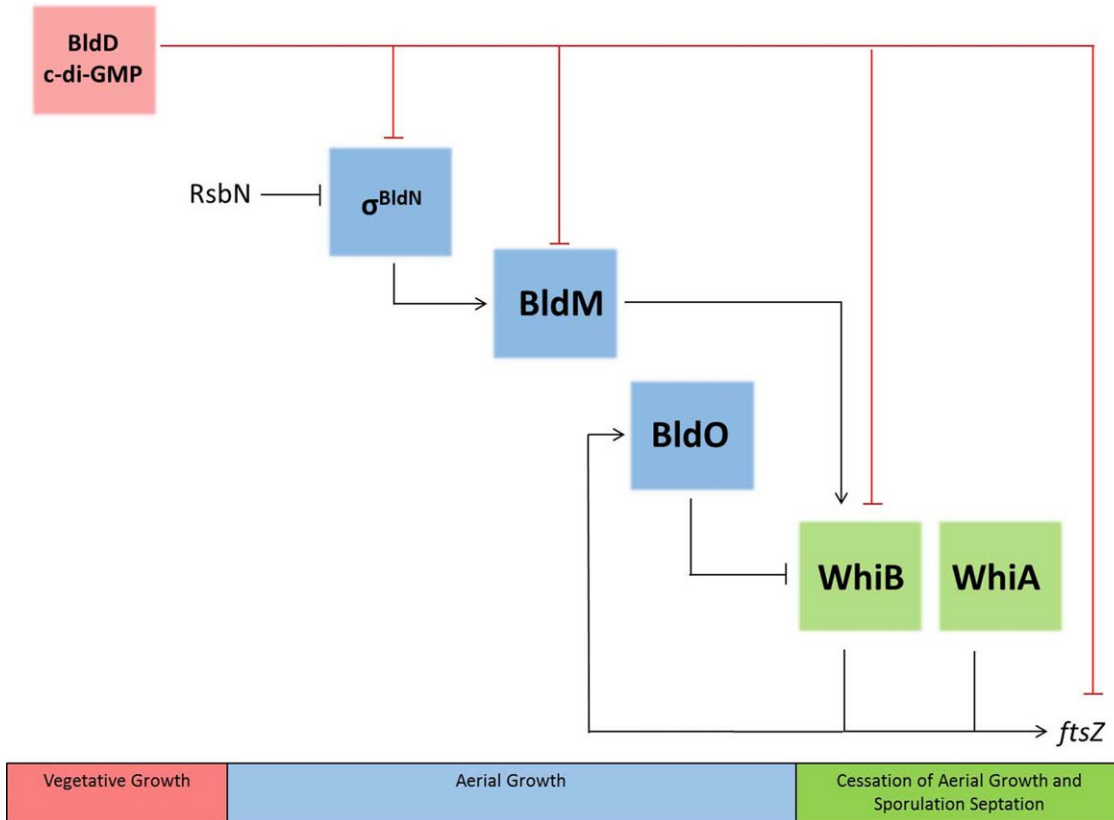 BldD
c-di-GMP
RsbN
σBldN
BldM
BldO
WhiB
WhiA
ftsZ
Vegetative Growth
Aerial Growth
Cessation of Aerial Growth and
Sporulation Septation